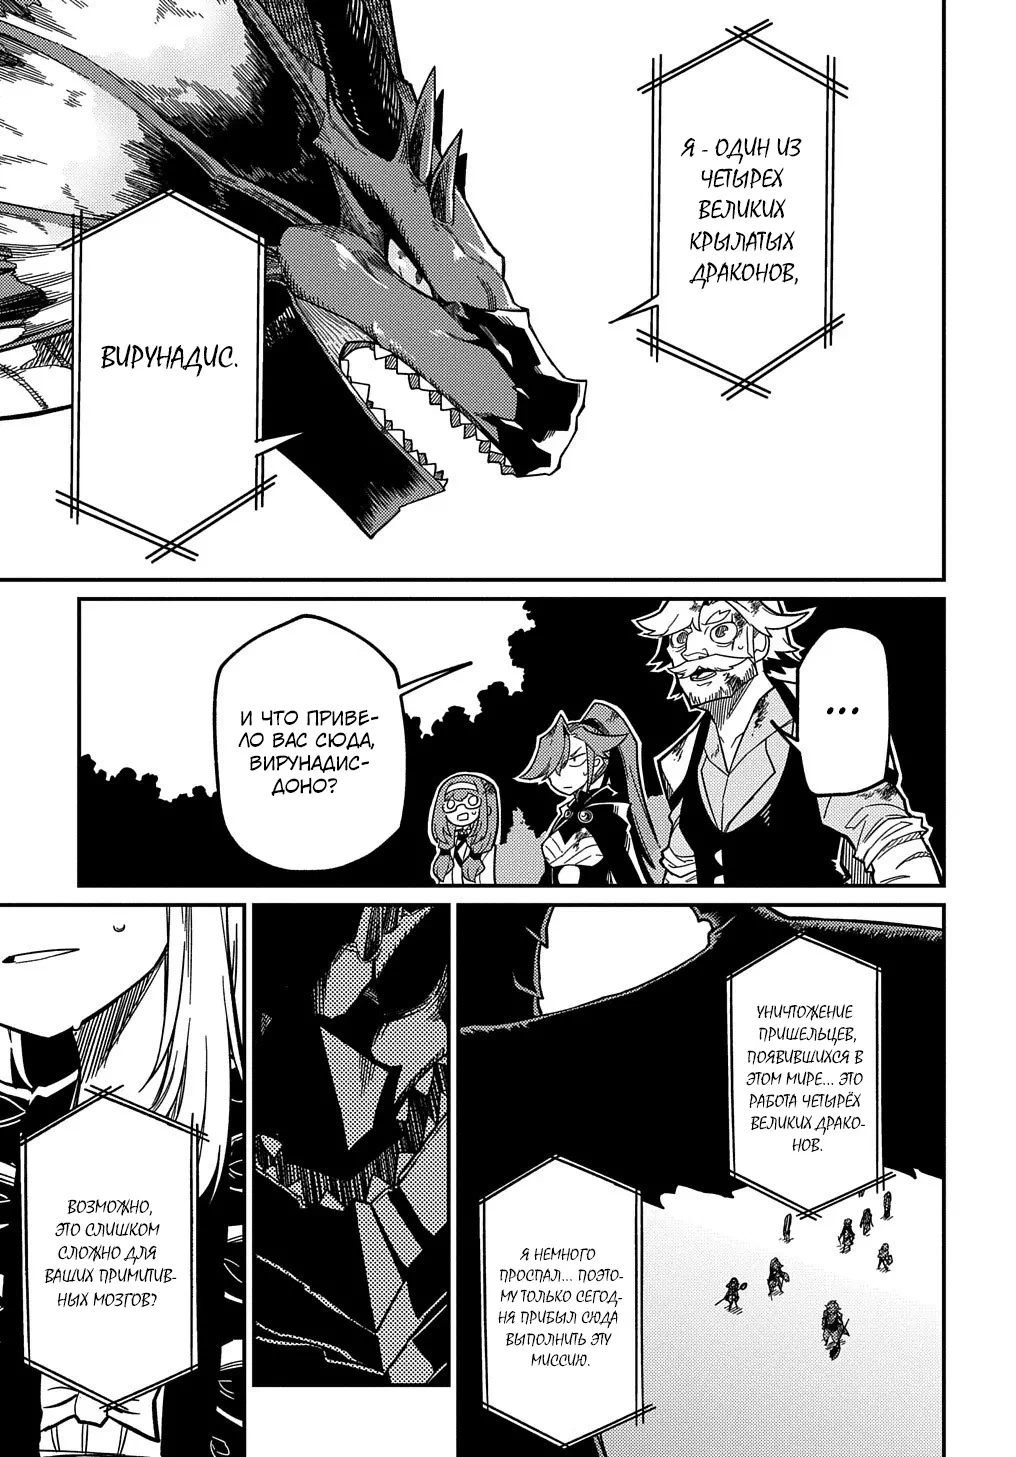 Я - ОДИН ИЗ
ЧЕТЫРЕХ
ВЕЛИКИХ
КРЫЛАТЫХ
ДРАКОНОВ,
ВИРУНАДИС.
...
И ЧТО ПРИВЕ-
ЛО ВАС СЮДА,
ВИРУНАДИС-
ДОНО?
УНИЧТОЖЕНИЕ
ПРИШЕЛЬЦЕВ,
ПОЯВИВШИХСЯ В
ЭТОМ МИРЕ... ЭТО
РАБОТА ЧЕТЫРЁХ
ВЕЛИКИХ ДРАКО-
НОВ.
Я НЕМНОГО
ПРОСПАЛ... ПОЭТО-
МУ ТОЛЬКО СЕГОД-
НЯ ПРИБЫЛ СЮДА
ВЫПОЛНИТЬ ЭТУ
МИССИЮ.
ВОЗМОЖНО,
ЭТО СЛИШКОМ
СЛОЖНО ДЛЯ
ВАШИХ ПРИМИТИВ-
НЫХ МОЗГОВ?